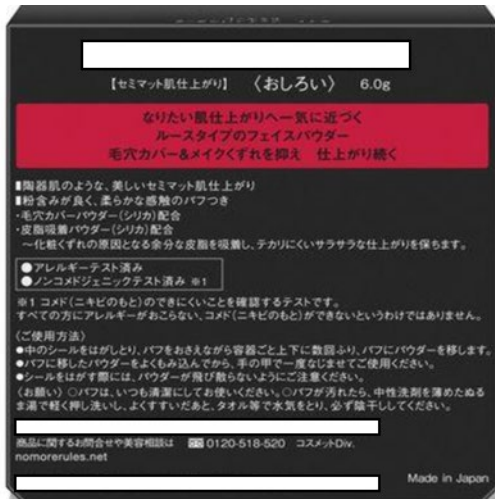 【セミマット肌仕上がり】 〈おしろい〉 6.0g
なりたい肌仕上がりへ一気に近づく
ルースタイプのフェイスパウダー
毛穴カバー&メイクくずれを抑え 仕上がり続く
▮陶器肌のような、美しいセミマット肌仕上がり
▮粉含みが良く、柔らかな感触のパフつき
・毛穴カバーパウダー(シリカ)配合
・皮脂吸着パウダー(シリカ)配合
～化粧くずれの原因となる余分な皮脂を吸着し、テカリにくいサラサラな仕上がりを保ちます。
●アレルギーテスト済み
●ノンコメドジェニックテスト済み ※1
※1 コメド(ニキビのもと)のできにくいことを確認するテストです。
すべての方にアレルギーがおこらない、コメド(ニキビのもと)ができないというわけではありません。
〈ご使用方法〉
●中のシールをはがしとり、パフをおさえながら容器ごと上下に数回ふり、パフにパウダーを移します。
●パフに移したパウダーをよくもみ込んでから、手の甲で一度なじませてご使用ください。
●シールをはがす際には、パウダーが飛び散らないようにご注意ください。
〈お願い〉○パフは、いつも清潔にしてお使いください。○パフが汚れたら、中性洗剤を薄めたぬる
ま湯で軽く押し洗いし、よくすすいだあと、タオル等で水気をとり、必ず陰干ししてください。
商品に関するお問合せや美容相談は 0120-518-520 コスメットDiv.
nomorerules.net
Made in Japan